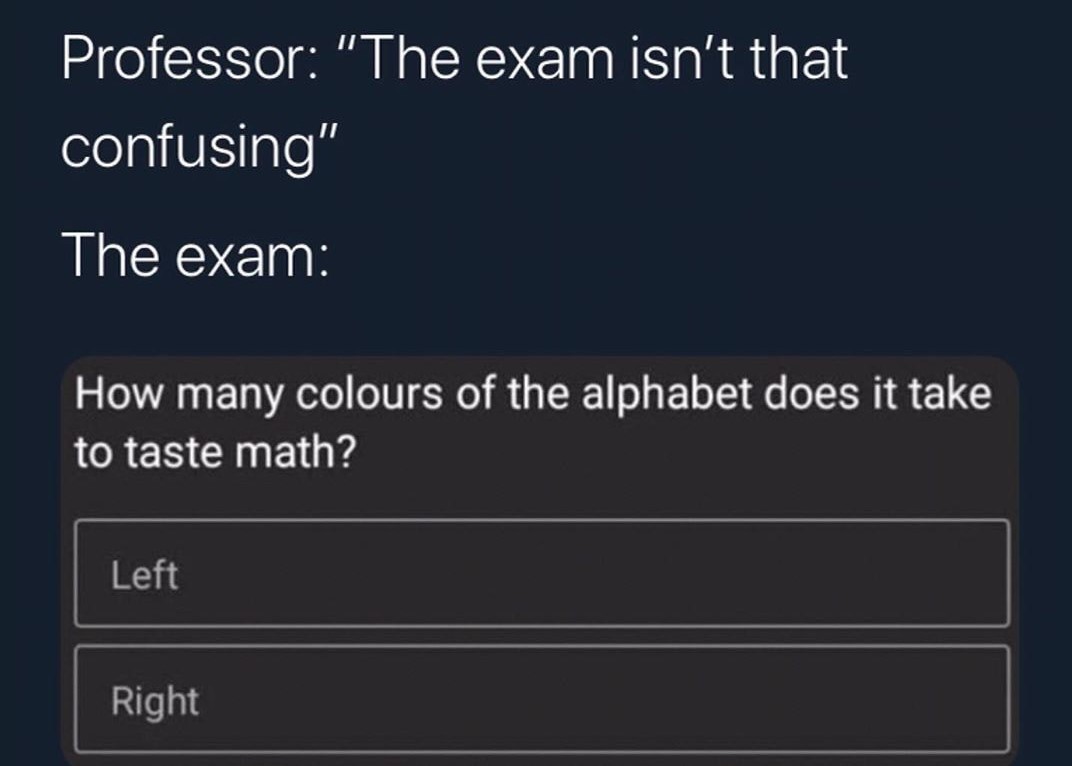 Professor: "The exam isn't that
confusing"
The exam:
How many colours of the alphabet does it take
to taste math?
Left
Right